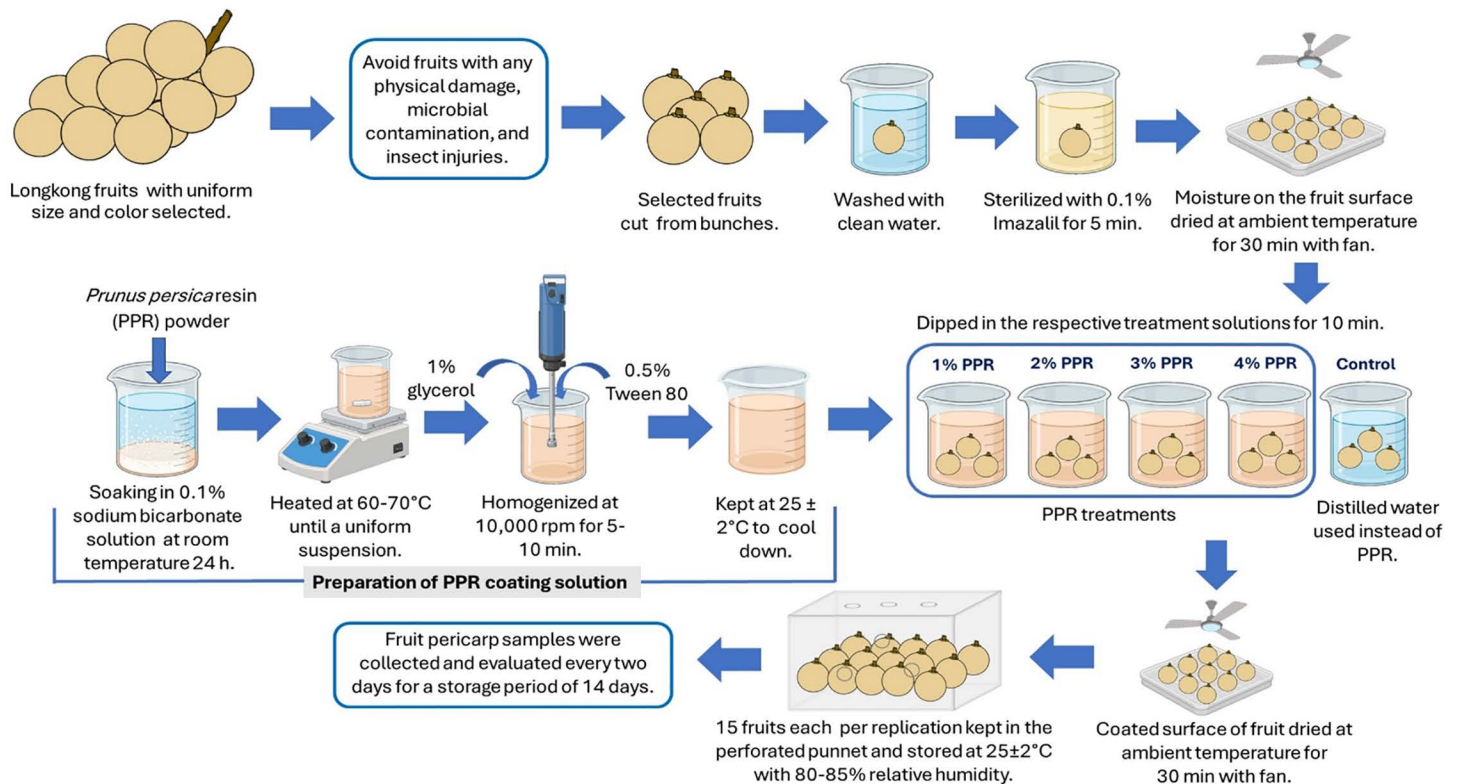 Longkong fruits with uniform
size and color selected.
Avoid fruits with any
physical damage,
microbial
contamination, and
insect injuries.
Selected fruits
cut from bunches.
Washed with
clean water.
Sterilized with 0.1%
Imazalil for 5 min.
Moisture on the fruit surface
dried at ambient temperature
for 30 min with fan.
Prunus persica resin
(PPR) powder
Soaking in 0.1%
sodium bicarbonate
solution at room
temperature 24 h.
Heated at 60-70°C
until a uniform
suspension.
1%
glycerol
0.5%
Tween 80
Homogenized at
10,000 rpm for 5-
10 min.
Kept at 25 ±
2°C to cool
down.
Preparation of PPR coating solution
Dipped in the respective treatment solutions for 10 min.
1% PPR
2% PPR
3% PPR
4% PPR
Control
PPR treatments
Distilled water
used instead of
PPR.
Coated surface of fruit dried at
ambient temperature for
30 min with fan.
15 fruits each per replication kept in the
perforated punnet and stored at 25±2°C
with 80-85% relative humidity.
Fruit pericarp samples were
collected and evaluated every two
days for a storage period of 14 days.